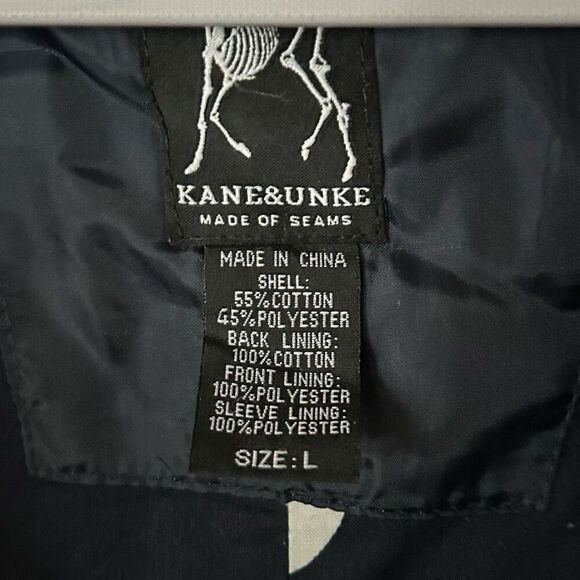 KANE&UNKE
MADE OF SEAMS
MADE IN CHINA
SHELL:
55%COTTON
45%POLYESTER
BACK LINING:
100%COTTON
FRONT LINING:
100%POLYESTER
SLEEVE LINING:
100%POLYESTER
SIZE: L